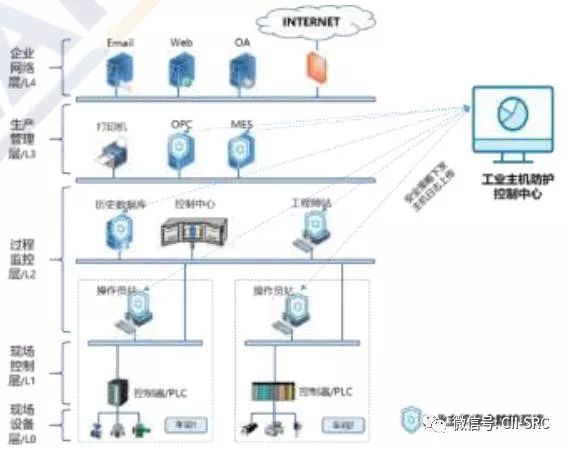 INTERNET
Email Web OA
企业
网络
层/L4
生产
管理
层/L3
打印机 OPC MES
工业主机防护
控制中心
安全策略下发
主机日志上传
历史数据库 控制中心 工程师站
过程
监控
层/L2
操作员站 操作员站
现场
控制
层/L1
控制器/PLC 控制器/PLC
现场
设备
层/L0
车间1 车间2
微信号: CII-SRC